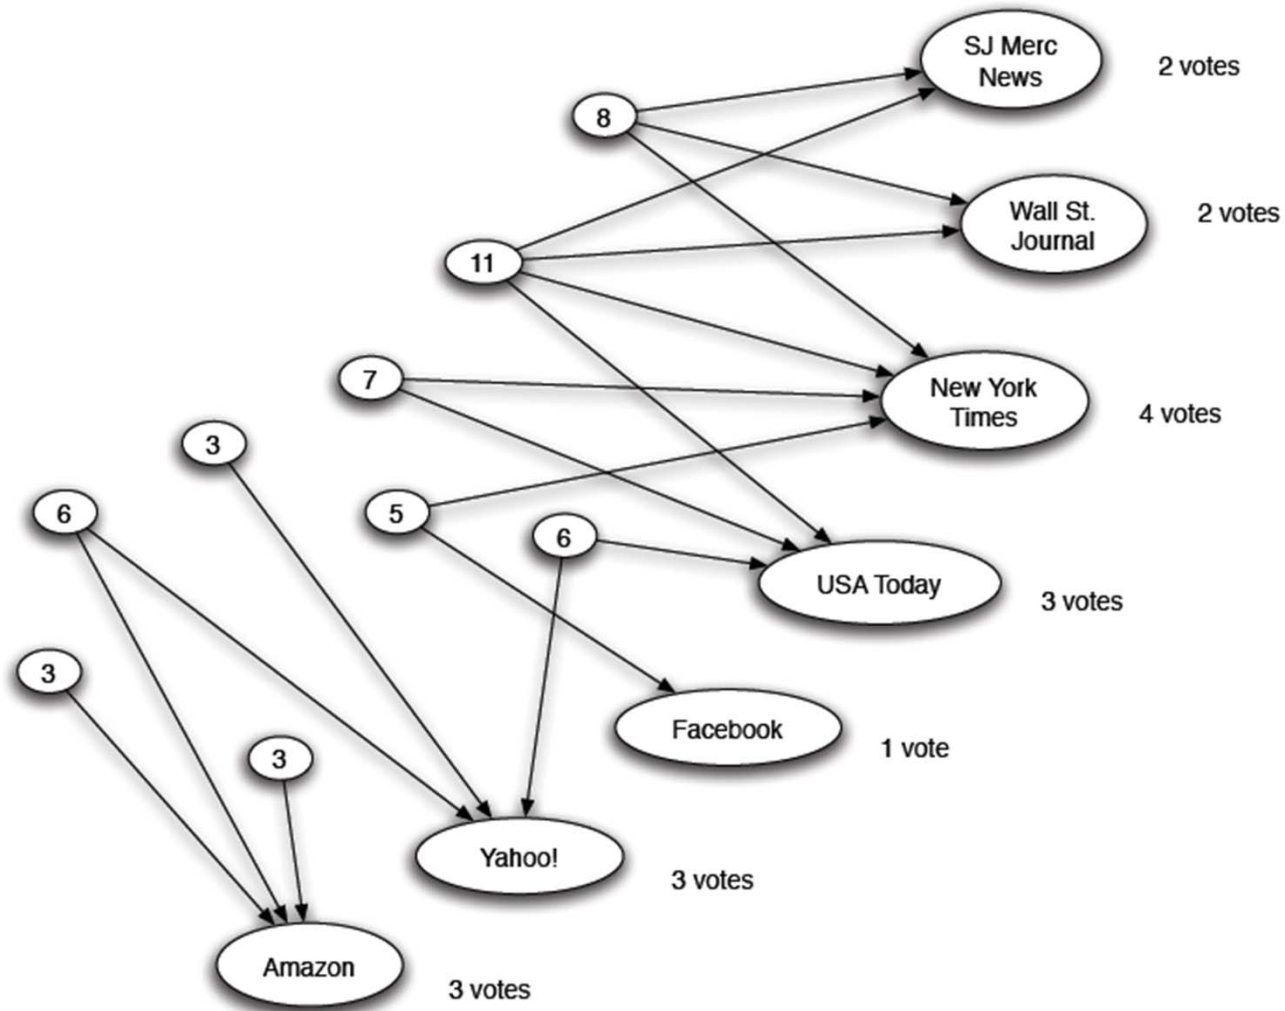 SJ Merc
News
2 votes
8
Wall St.
Journal
2 votes
11
7
New York
Times
4 votes
3
6
5
6
USA Today
3 votes
3
Facebook
1 vote
3
Yahoo!
3 votes
Amazon
3 votes